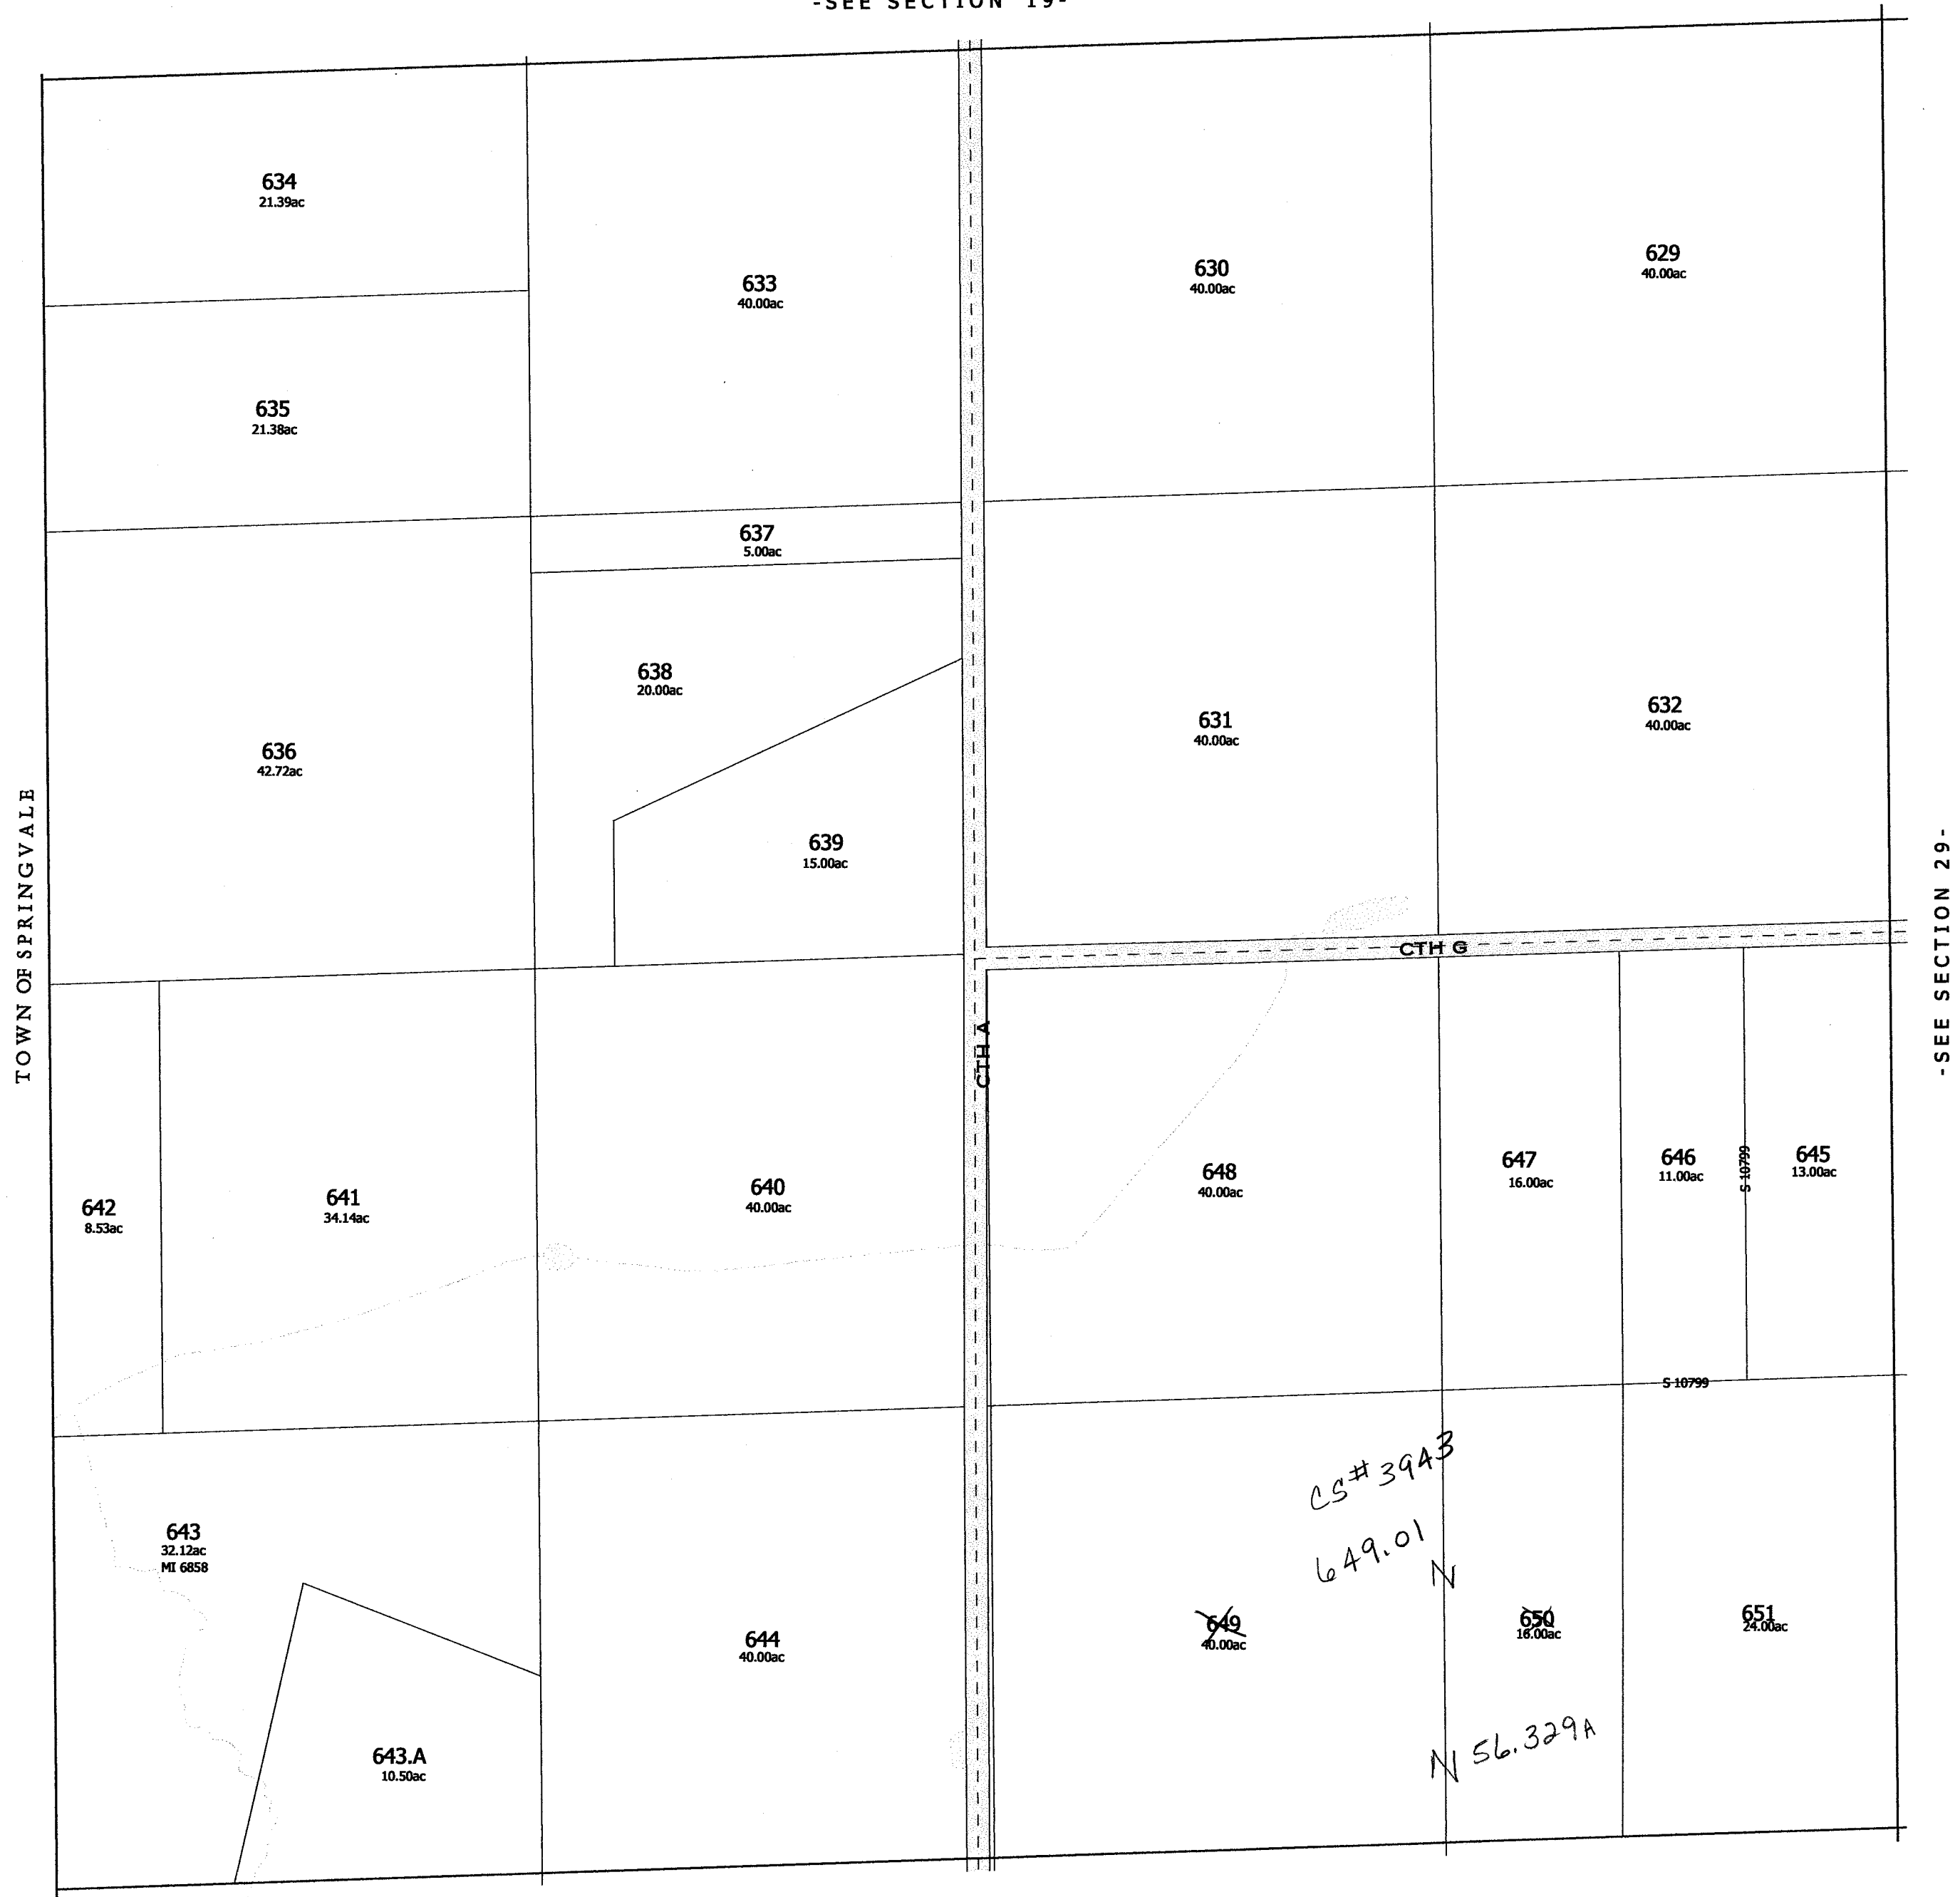 -SEE SECTION 19-
634
21.39ac
633
40.00ac
630
40.00ac
629
40.00ac
635
21.38ac
637
5.00ac
638
20.00ac
636
42.72ac
639
15.00ac
631
40.00ac
632
40.00ac
TOWN OF SPRINGVALE
-SEE SECTION 29-
CTH G
CTH A
642
8.53ac
641
34.14ac
640
40.00ac
648
40.00ac
647
16.00ac
646
11.00ac
S 10799
645
13.00ac
S 10799
CS# 3943
649.01
N
643
32.12ac
MI 6858
644
40.00ac
649
40.00ac
650
16.00ac
651
24.00ac
643.A
10.50ac
N 56.329A